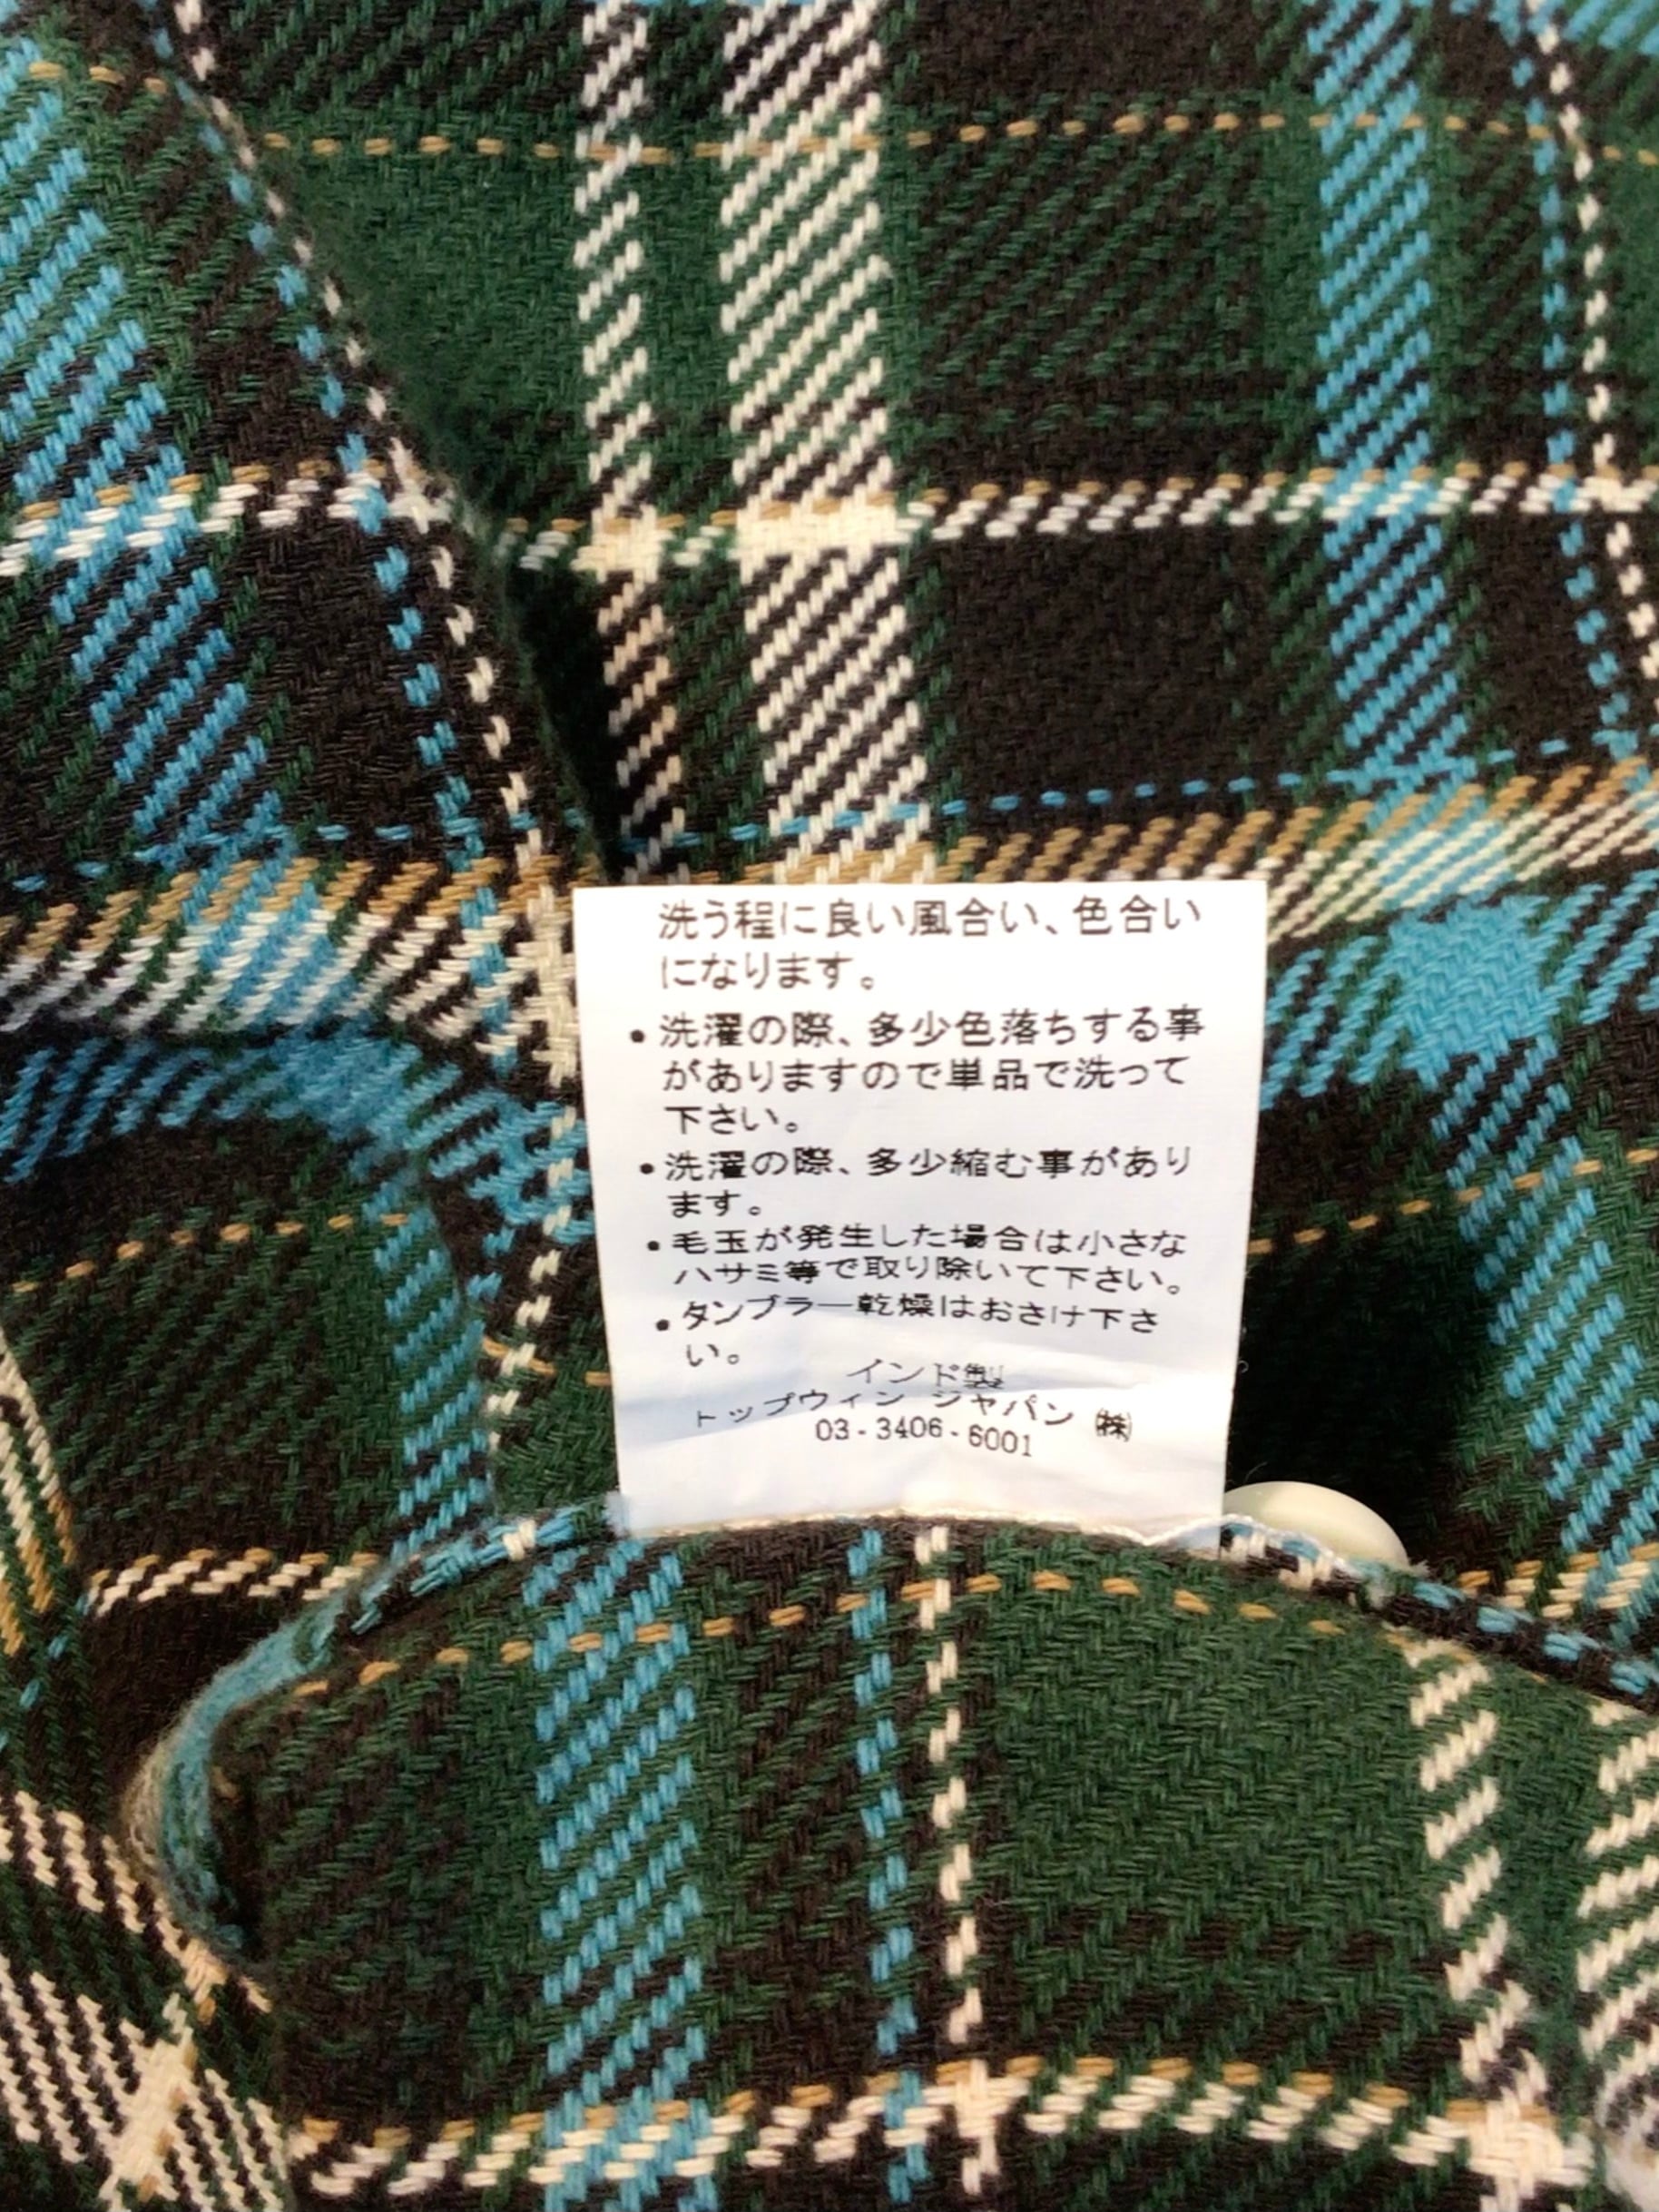 洗う程に良い風合い、色合い
になります。
• 洗濯の際、多少色落ちする事
がありますので単品で洗って
下さい。
• 洗濯の際、多少縮む事があり
ます。
• 毛玉が発生した場合は小さな
ハサミ等で取り除いて下さい。
• タンブラー乾燥はおさけ下さ
い。
インド製
トップウィン ジャパン ㈱
03-3406-6001